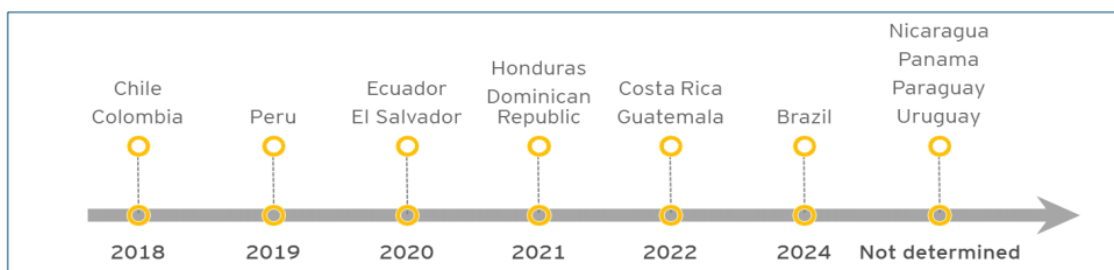 Chile
Colombia
Peru
Ecuador
El Salvador
Honduras
Dominican
Republic
Costa Rica
Guatemala
Brazil
Nicaragua
Panama
Paraguay
Uruguay
2018
2019
2020
2021
2022
2024
Not determined